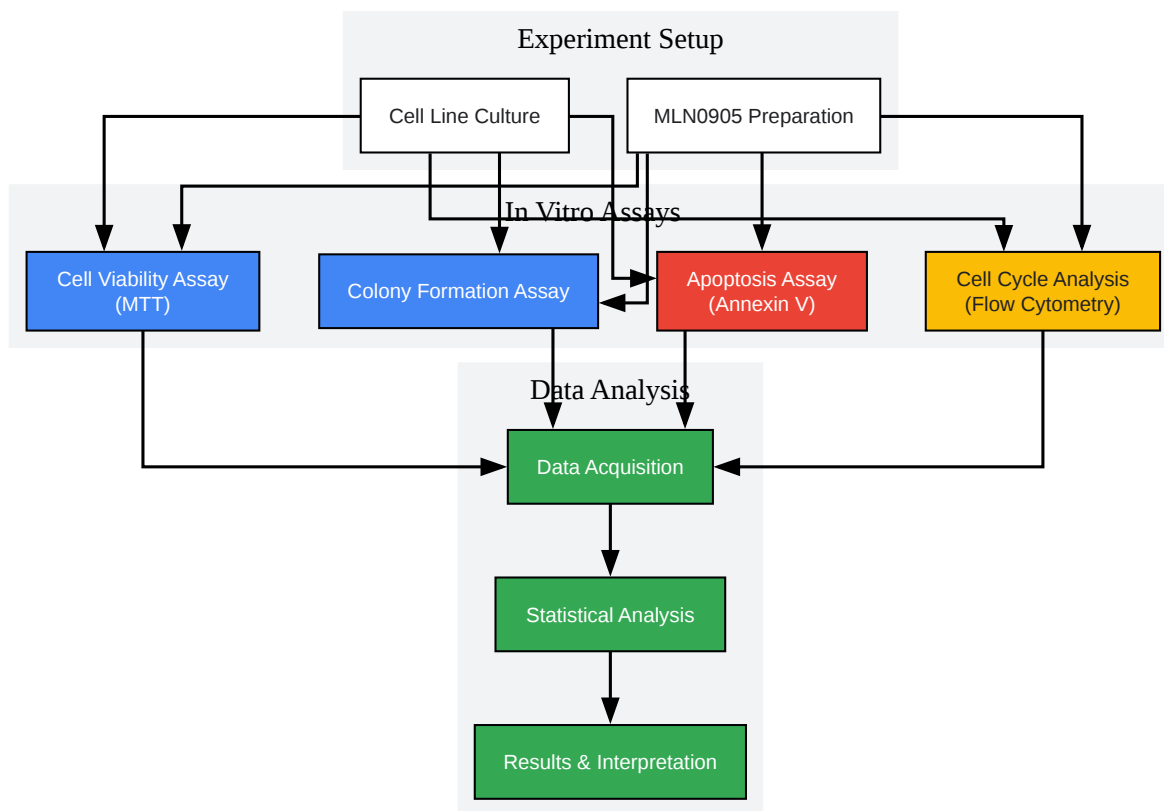 Experiment Setup
Cell Line Culture
MLN0905 Preparation
In Vitro Assays
Cell Viability Assay
(MTT)
Colony Formation Assay
Apoptosis Assay
(Annexin V)
Cell Cycle Analysis
(Flow Cytometry)
Data Analysis
Data Acquisition
Statistical Analysis
Results & Interpretation